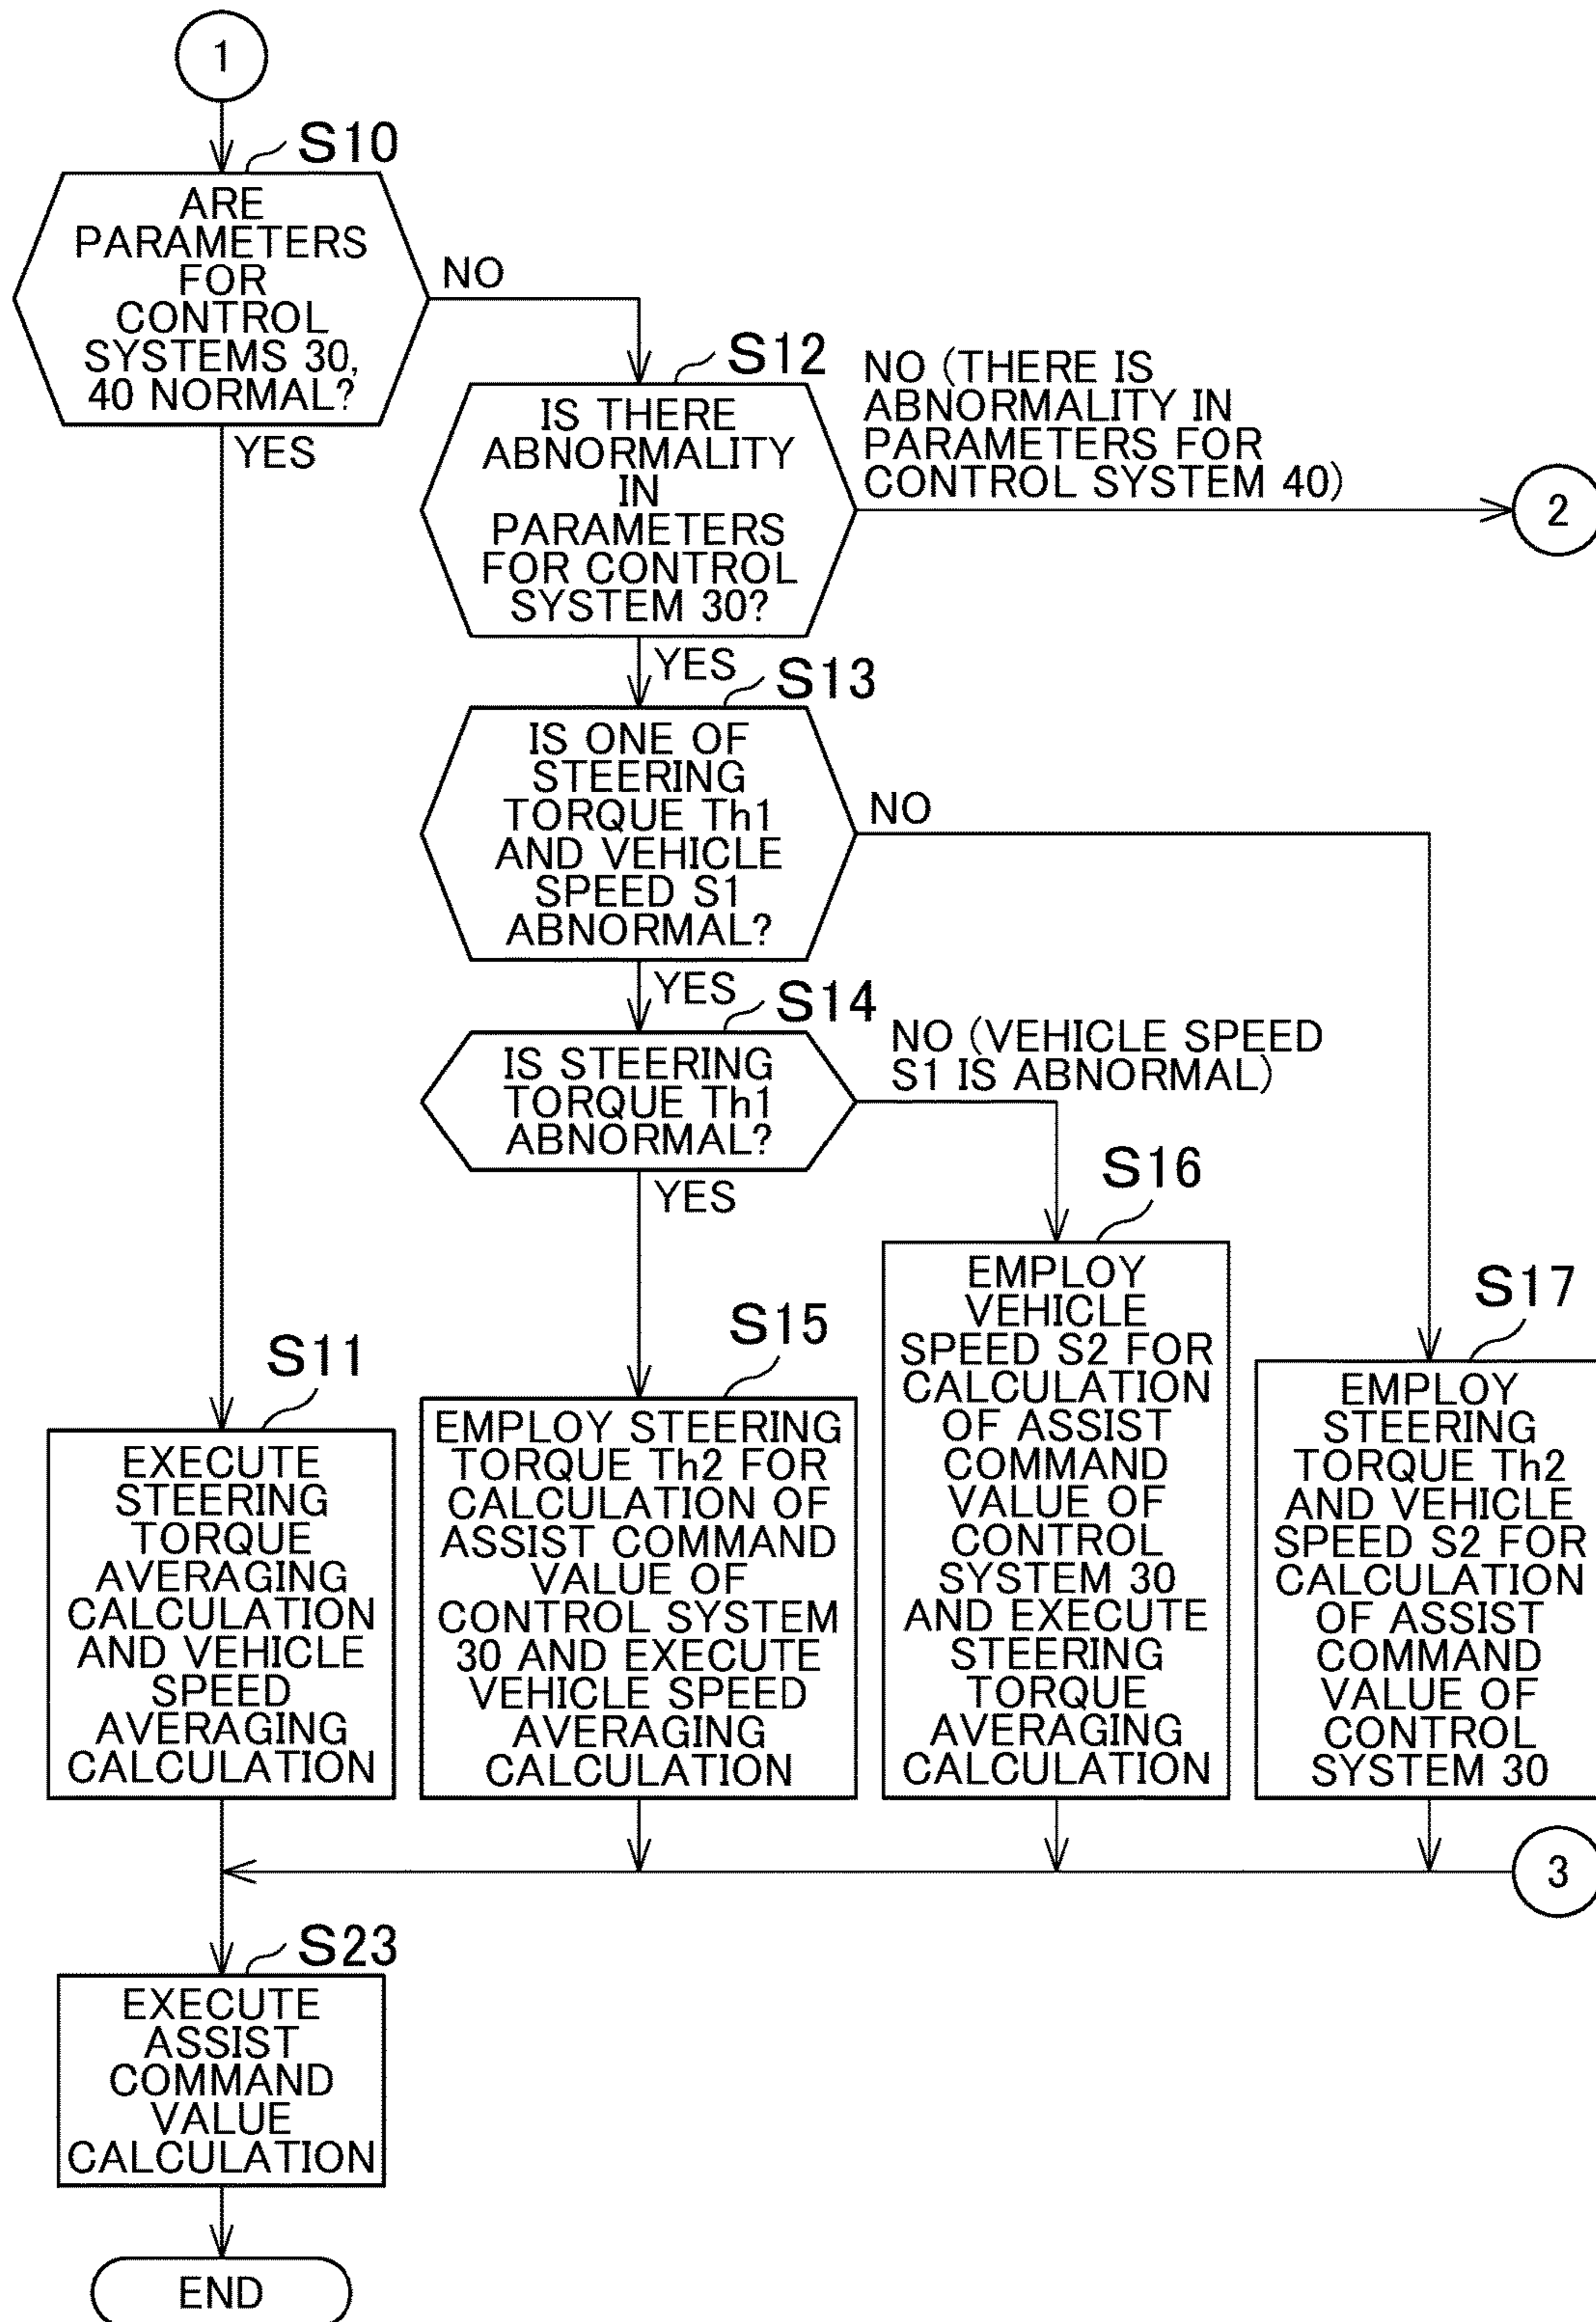 1
S10
ARE
PARAMETERS
FOR
CONTROL
SYSTEMS 30,
40 NORMAL?
NO
YES
S12
IS THERE
ABNORMALITY
IN
PARAMETERS
FOR CONTROL
SYSTEM 30?
NO (THERE IS
ABNORMALITY IN
PARAMETERS FOR
CONTROL SYSTEM 40)
2
YES
S13
IS ONE OF
STEERING
TORQUE Th1
AND VEHICLE
SPEED S1
ABNORMAL?
NO
YES
S14
IS STEERING
TORQUE Th1
ABNORMAL?
NO (VEHICLE SPEED
S1 IS ABNORMAL)
YES
S11
EXECUTE
STEERING
TORQUE
AVERAGING
CALCULATION
AND VEHICLE
SPEED
AVERAGING
CALCULATION
S15
EMPLOY STEERING
TORQUE Th2 FOR
CALCULATION OF
ASSIST COMMAND
VALUE OF
CONTROL SYSTEM
30 AND EXECUTE
VEHICLE SPEED
AVERAGING
CALCULATION
S16
EMPLOY
VEHICLE
SPEED S2 FOR
CALCULATION
OF ASSIST
COMMAND
VALUE OF
CONTROL
SYSTEM 30
AND EXECUTE
STEERING
TORQUE
AVERAGING
CALCULATION
S17
EMPLOY
STEERING
TORQUE Th2
AND VEHICLE
SPEED S2 FOR
CALCULATION
OF ASSIST
COMMAND
VALUE OF
CONTROL
SYSTEM 30
3
S23
EXECUTE
ASSIST
COMMAND
VALUE
CALCULATION
END